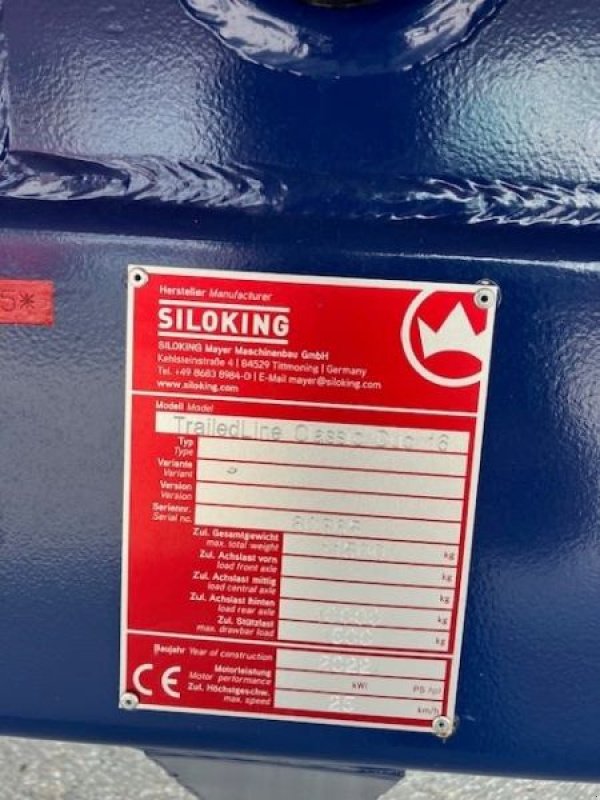 5*
Hersteller Manufacturer
SILOKING
SILOKING Mayer Maschinenbau GmbH
Kehlsteinstraße 4 | 84529 Tittmoning | Germany
Tel. +49 8683 8984-0 | E-Mail mayer@siloking.com
www.siloking.com
Modell Model
TrailedLine Classic Duo 16
Typ
Type
Variante
Variant
Version
Version
Seriennr.
Serial no.
Zul. Gesamtgewicht
max. total weight kg
Zul. Achslast vorn
load front axle kg
Zul. Achslast mittig
load central axle kg
Zul. Achslast hinten
load rear axle kg
Zul. Stützlast
max. drawbar load kg
Baujahr Year of construction 2022
Motorleistung
Motor performance kW/ PS hp/
Zul. Höchstgeschw.
max. speed 25 km/h
CE